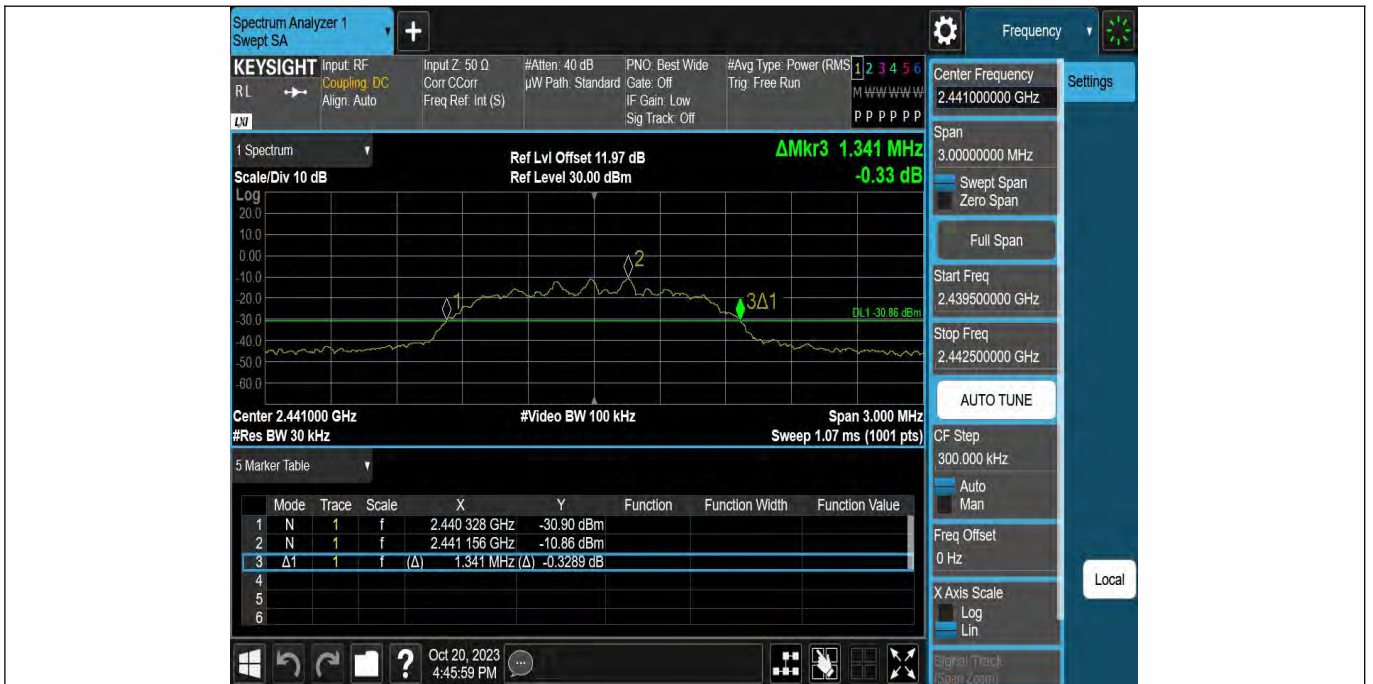 Spectrum Analyzer 1
Swept SA
+
Frequency
KEYSIGHT
RL
LXI
Input: RF
Coupling: DC
Align: Auto
Input Z: 50 Ω
Corr CCorr
Freq Ref: Int (S)
#Atten: 40 dB
µW Path: Standard
PNO: Best Wide
Gate: Off
IF Gain: Low
Sig Track: Off
#Avg Type: Power (RMS
Trig: Free Run
1 2 3 4 5 6
M W W W W W
P P P P P P
Center Frequency
2.441000000 GHz
Settings
Span
3.00000000 MHz
Swept Span
Zero Span
Full Span
Start Freq
2.439500000 GHz
Stop Freq
2.442500000 GHz
AUTO TUNE
CF Step
300.000 kHz
Auto
Man
Freq Offset
0 Hz
X Axis Scale
Log
Lin
Signal Track
(Span Zoom)
Local
1 Spectrum
Scale/Div 10 dB
Ref Lvl Offset 11.97 dB
Ref Level 30.00 dBm
ΔMkr3 1.341 MHz
-0.33 dB
Log
20.0
10.0
0.00
-10.0
-20.0
-30.0
-40.0
-50.0
-60.0
1
2
3Δ1
DL1 -30.86 dBm
Center 2.441000 GHz
#Video BW 100 kHz
Span 3.000 MHz
#Res BW 30 kHz
Sweep 1.07 ms (1001 pts)
5 Marker Table
Mode Trace Scale X Y Function Function Width Function Value
1 N 1 f 2.440 328 GHz -30.90 dBm
2 N 1 f 2.441 156 GHz -10.86 dBm
3 Δ1 1 f (Δ) 1.341 MHz (Δ) -0.3289 dB
4
5
6
?
Oct 20, 2023
4:45:59 PM